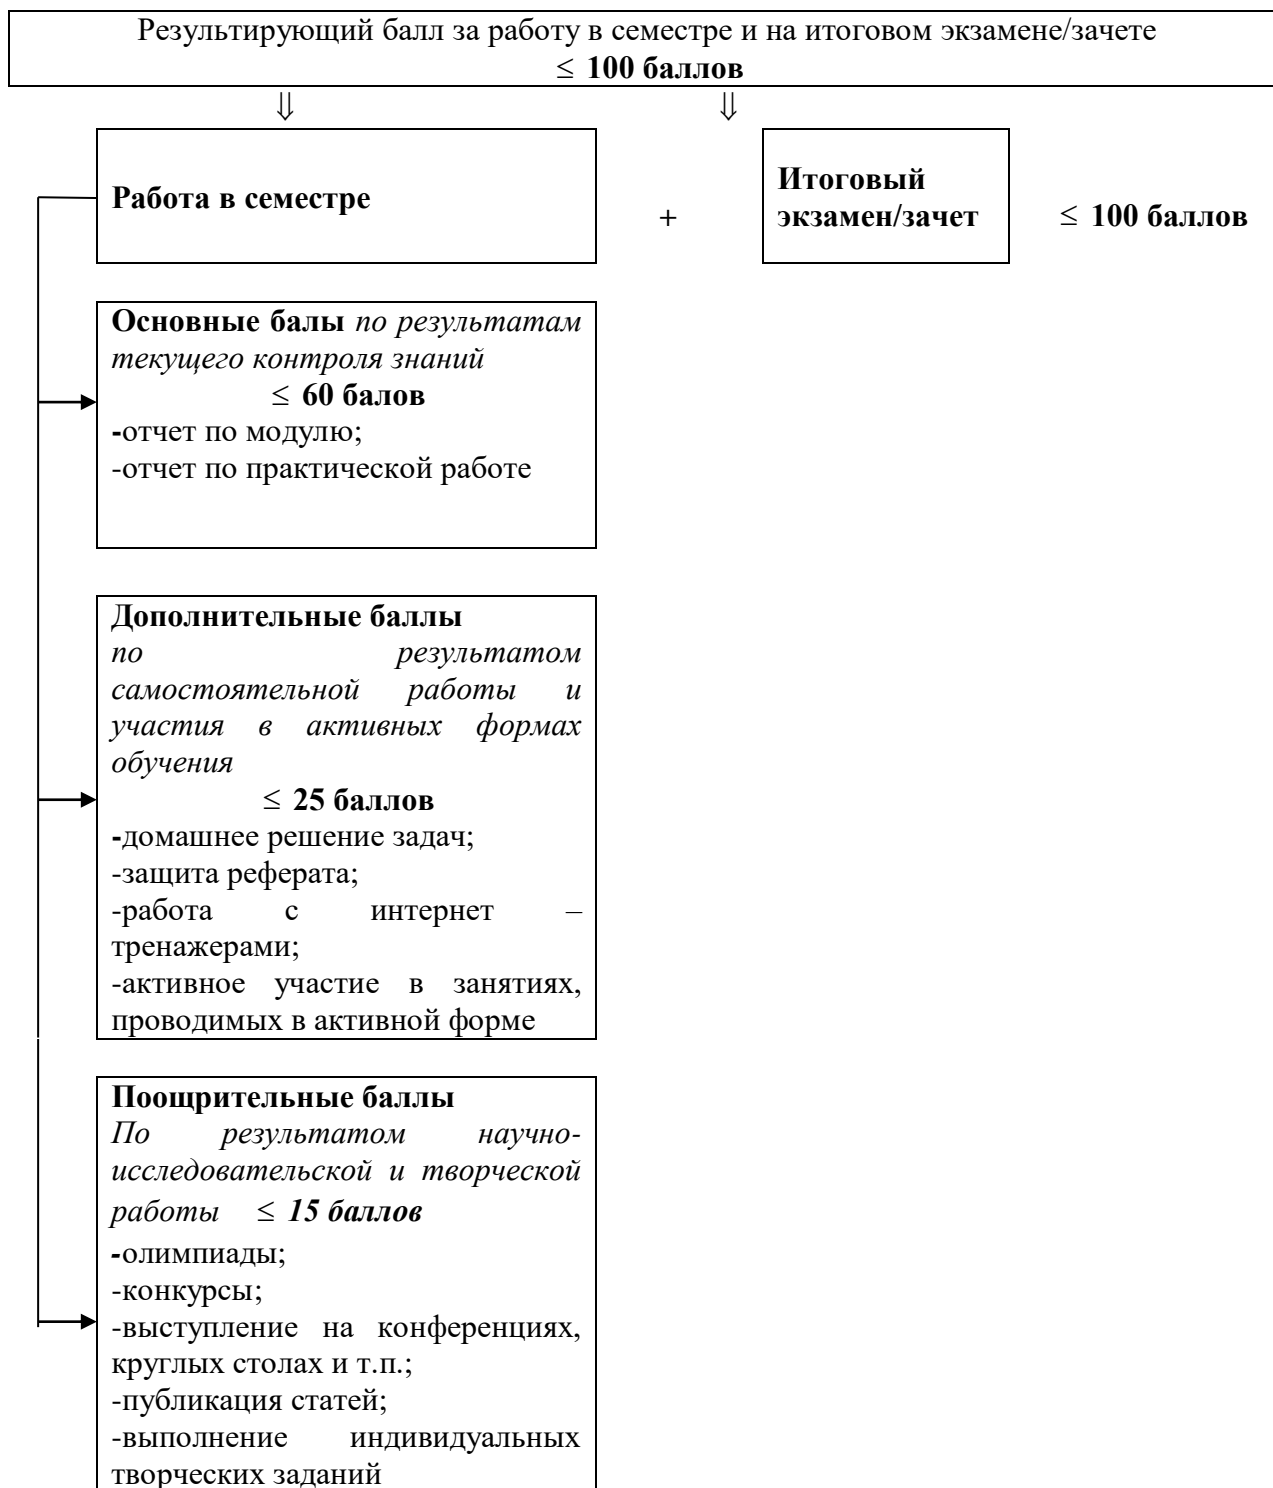 Результирующий балл за работу в семестре и на итоговом экзамене/зачете
≤ 100 баллов
⇓ ⇓
Работа в семестре
+
Итоговый
экзамен/зачет
≤ 100 баллов
Основные балы по результатам
текущего контроля знаний
≤ 60 балов
-отчет по модулю;
-отчет по практической работе
Дополнительные баллы
по результатом
самостоятельной работы и
участия в активных формах
обучения
≤ 25 баллов
-домашнее решение задач;
-защита реферата;
-работа с интернет –
тренажерами;
-активное участие в занятиях,
проводимых в активной форме
Поощрительные баллы
По результатом научно-
исследовательской и творческой
работы ≤ 15 баллов
-олимпиады;
-конкурсы;
-выступление на конференциях,
круглых столах и т.п.;
-публикация статей;
-выполнение индивидуальных
творческих заданий